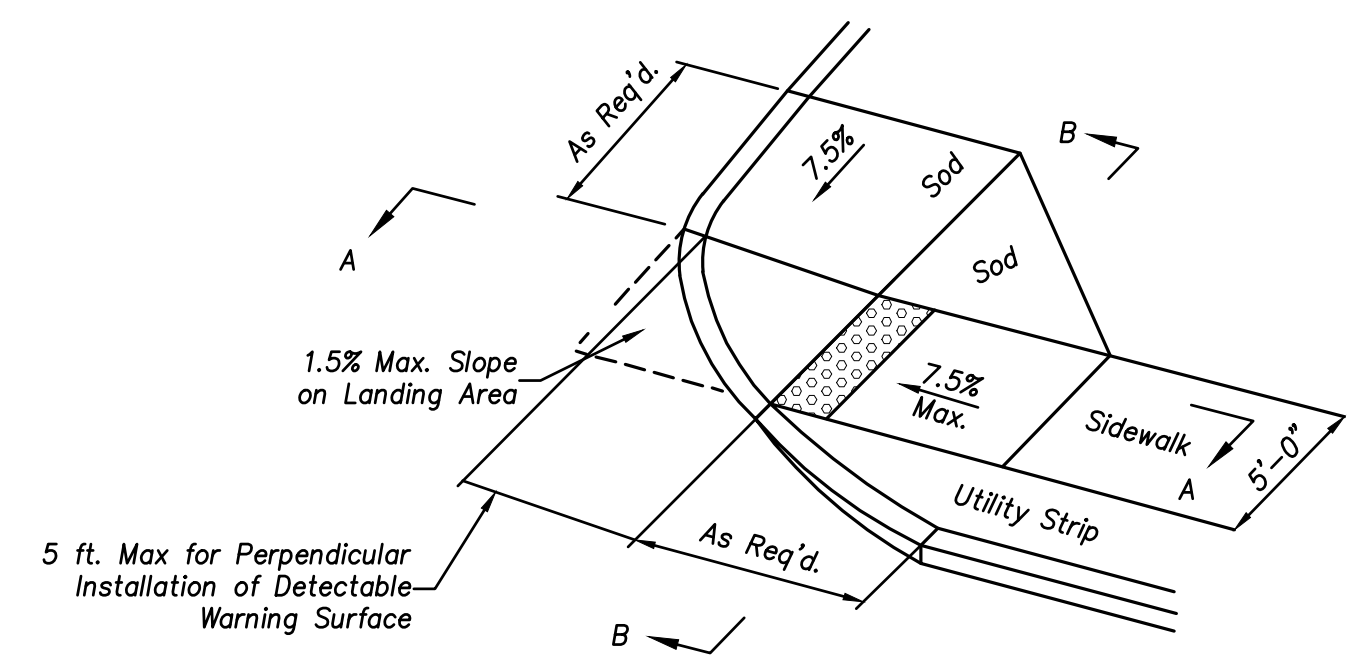 As Req'd.
7.5%
Sod
B
A
Sod
1.5% Max. Slope
on Landing Area
7.5%
Max.
Sidewalk
5'-0"
A
Utility Strip
As Req'd.
5 ft. Max for Perpendicular
Installation of Detectable
Warning Surface
B